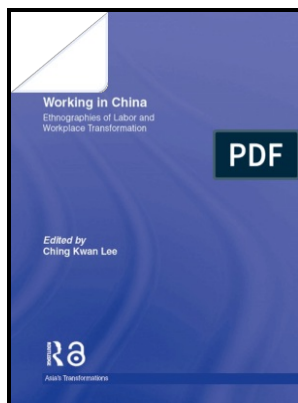 Working in China
Ethnographies of Labor and
Workplace Transformation
PDF
Edited by
Ching Kwan Lee
Asia's Transformations